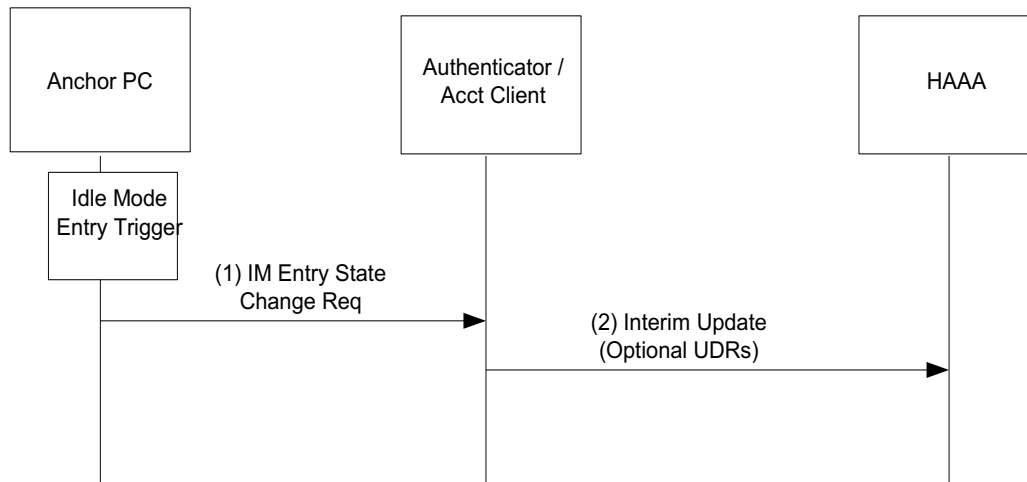 Anchor PC
Authenticator /
Acct Client
HAAA
Idle Mode
Entry Trigger
(1) IM Entry State
Change Req
(2) Interim Update
(Optional UDRs)